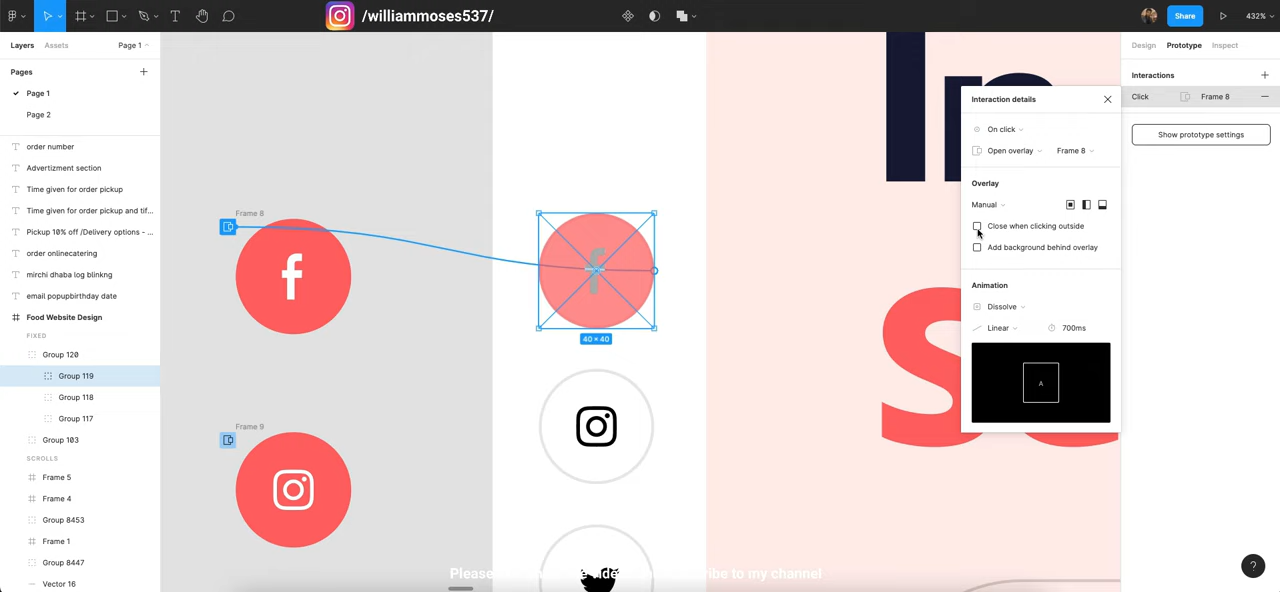 /williammoses537/
Share
432%
Layers
Assets
Page 1
Pages
Page 1
Page 2
order number
Advertizment section
Time given for order pickup
Time given for order pickup and tif...
Pickup 10% off /Delivery options - ...
order onlinecatering
mirchi dhaba log blinkng
email popupbirthday date
Food Website Design
FIXED
Group 120
Group 119
Group 118
Group 117
Group 103
SCROLLS
Frame 5
Frame 4
Group 8453
Frame 1
Group 8447
Vector 16
Frame 8
Frame 9
40 × 40
In
Interaction details
On click
Open overlay
Frame 8
Overlay
Manual
Close when clicking outside
Add background behind overlay
Animation
Dissolve
Linear
700ms
A
Design
Prototype
Inspect
Interactions
Click
Frame 8
Show prototype settings
Please
to my channel
?